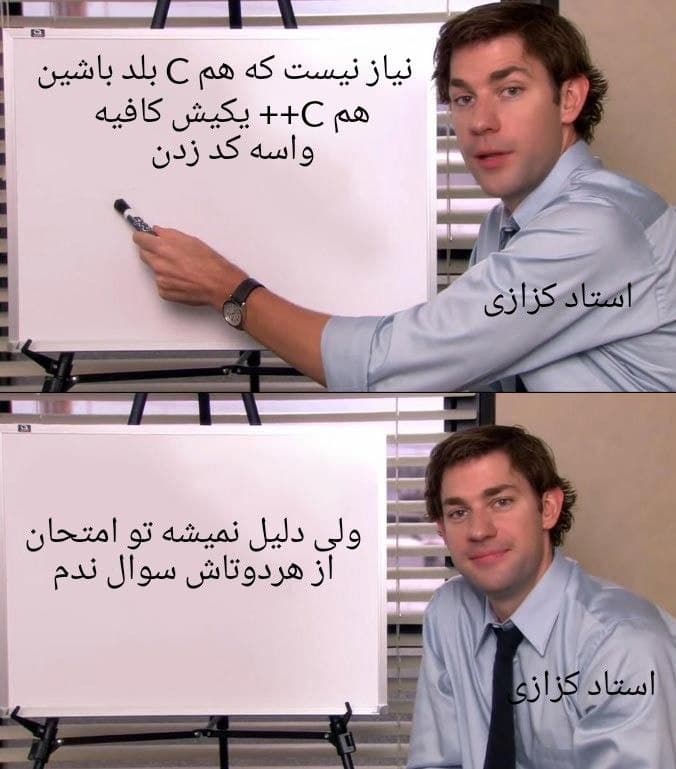 نیاز نیست که هم C بلد باشین
هم C++ یکیش کافیه
واسه کد زدن
استاد کزازی
ولی دلیل نمیشه تو امتحان
از هردوتاش سوال ندم
استاد کزازی